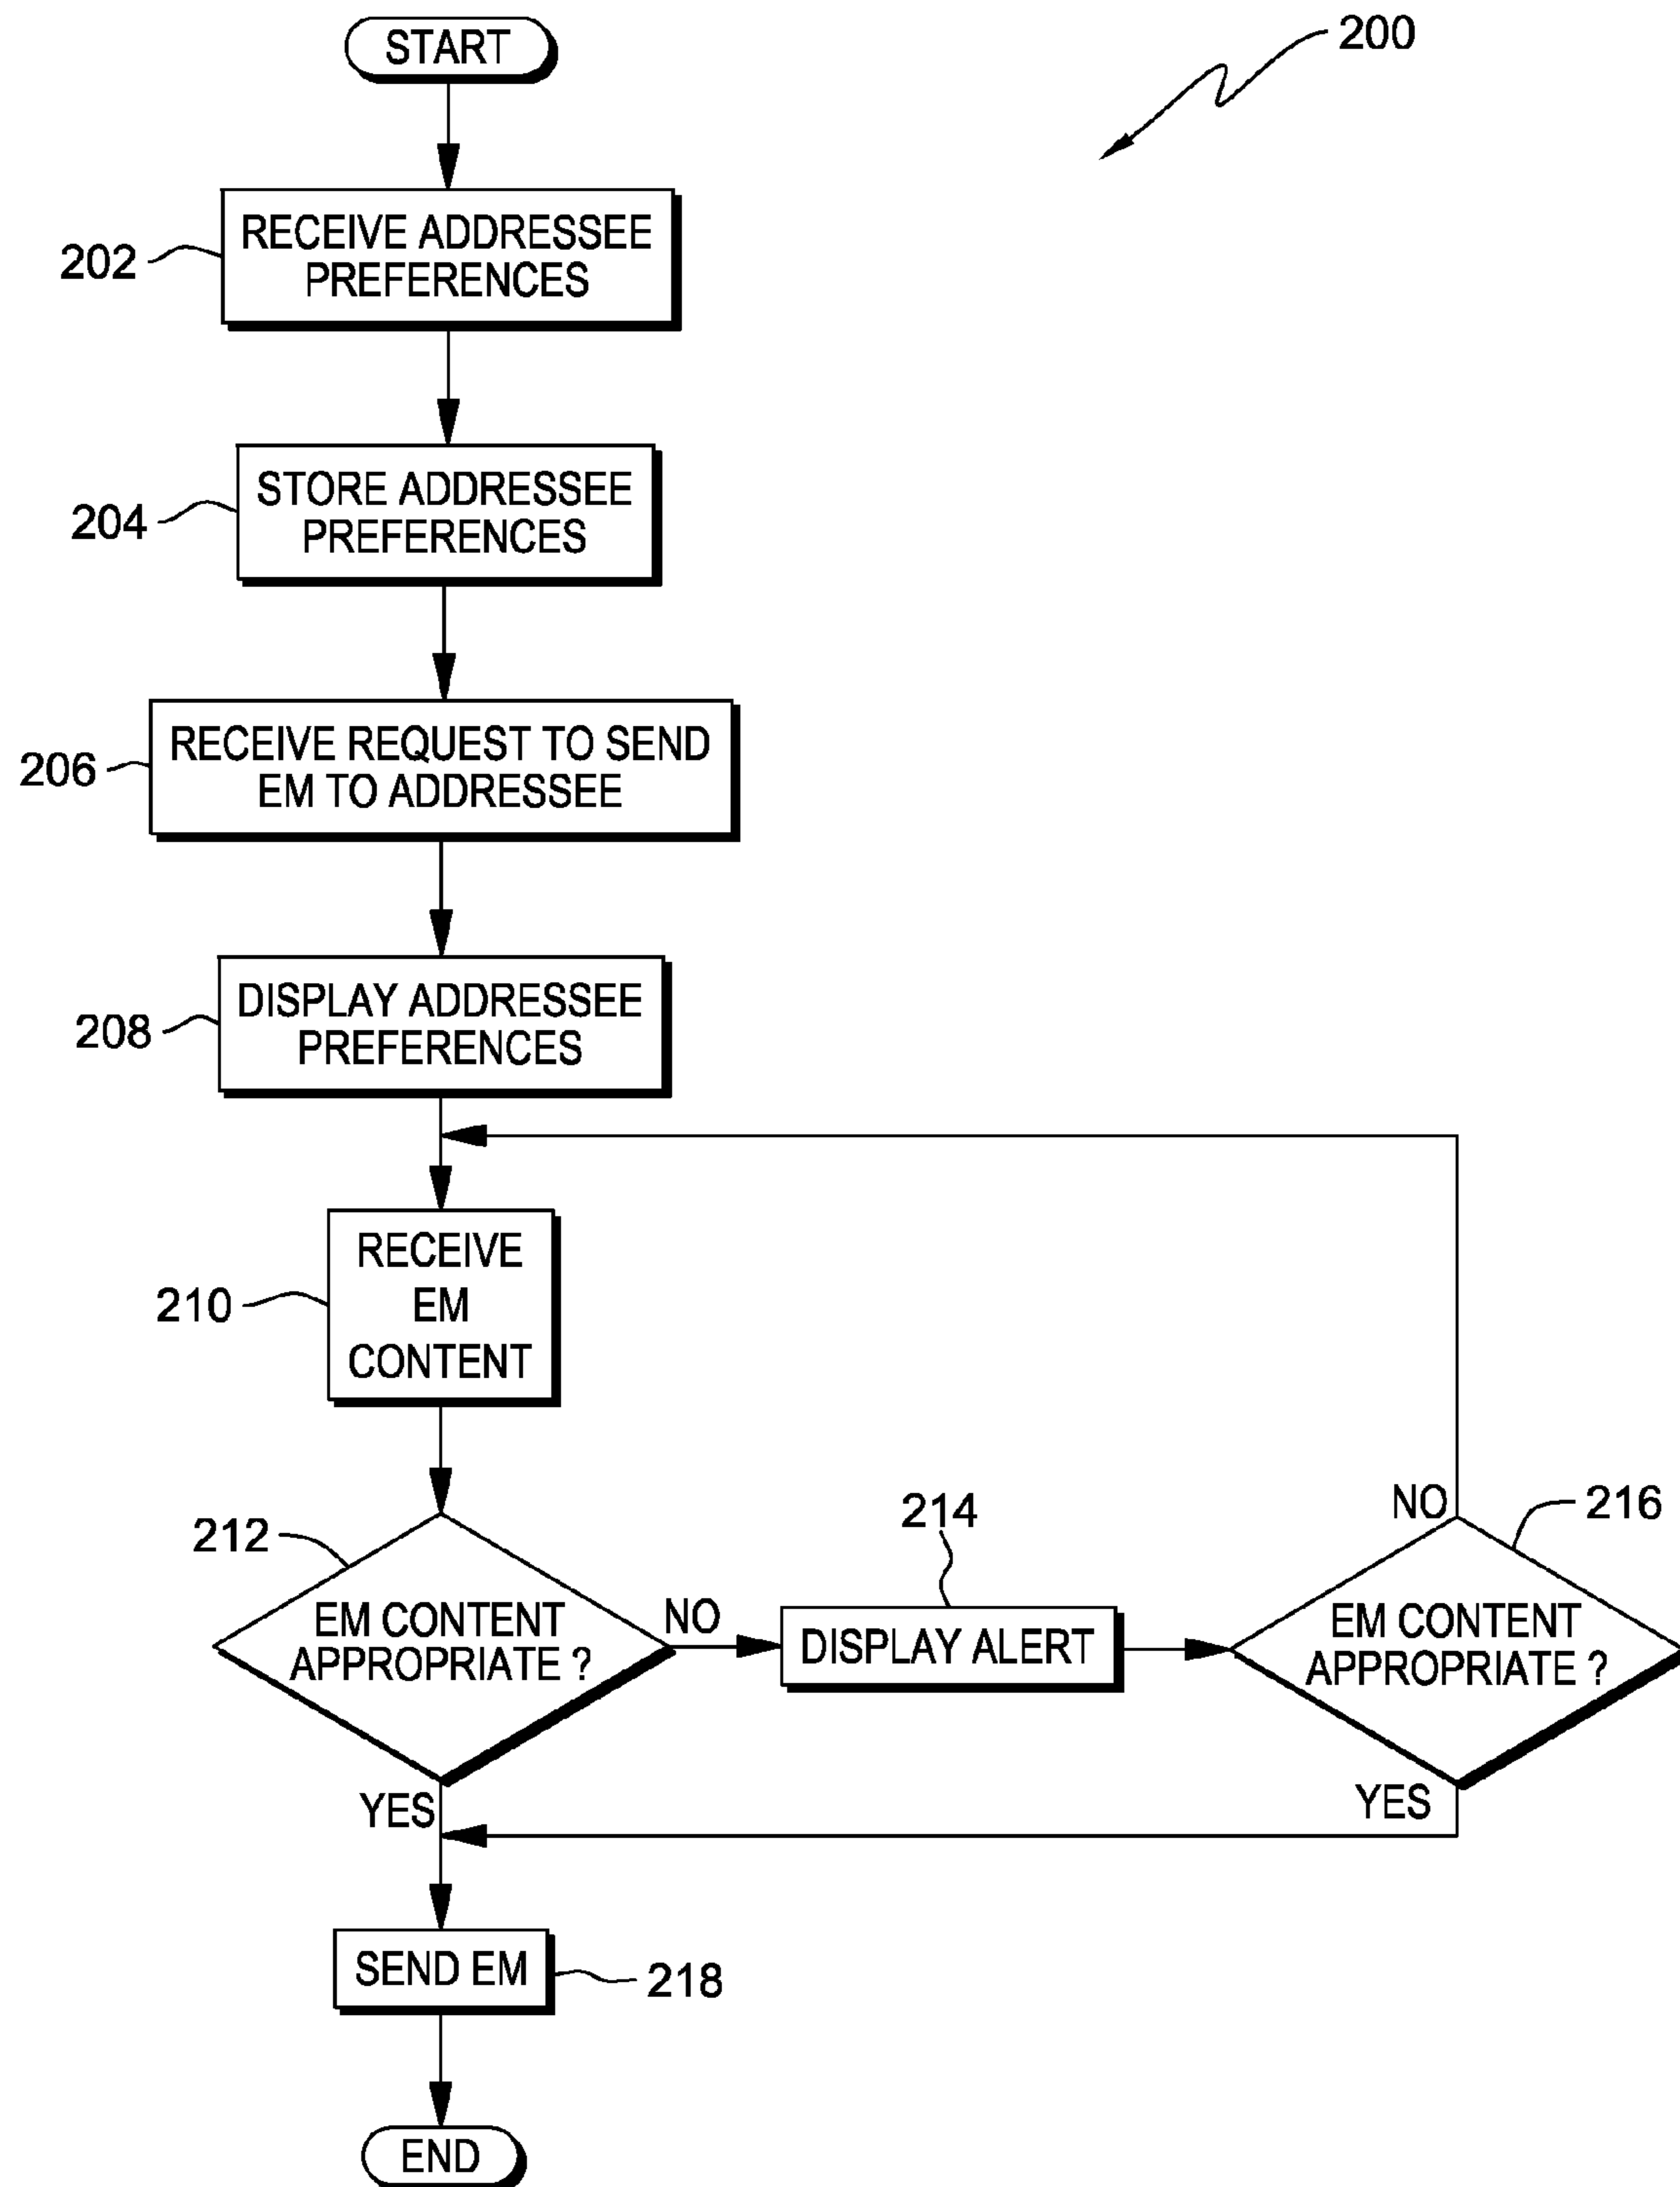 START
200
RECEIVE ADDRESSEE
PREFERENCES
202
STORE ADDRESSEE
PREFERENCES
204
RECEIVE REQUEST TO SEND
EM TO ADDRESSEE
206
DISPLAY ADDRESSEE
PREFERENCES
208
RECEIVE
EM
CONTENT
210
212
EM CONTENT
APPROPRIATE ?
NO
YES
214
DISPLAY ALERT
NO
216
EM CONTENT
APPROPRIATE ?
YES
SEND EM
218
END